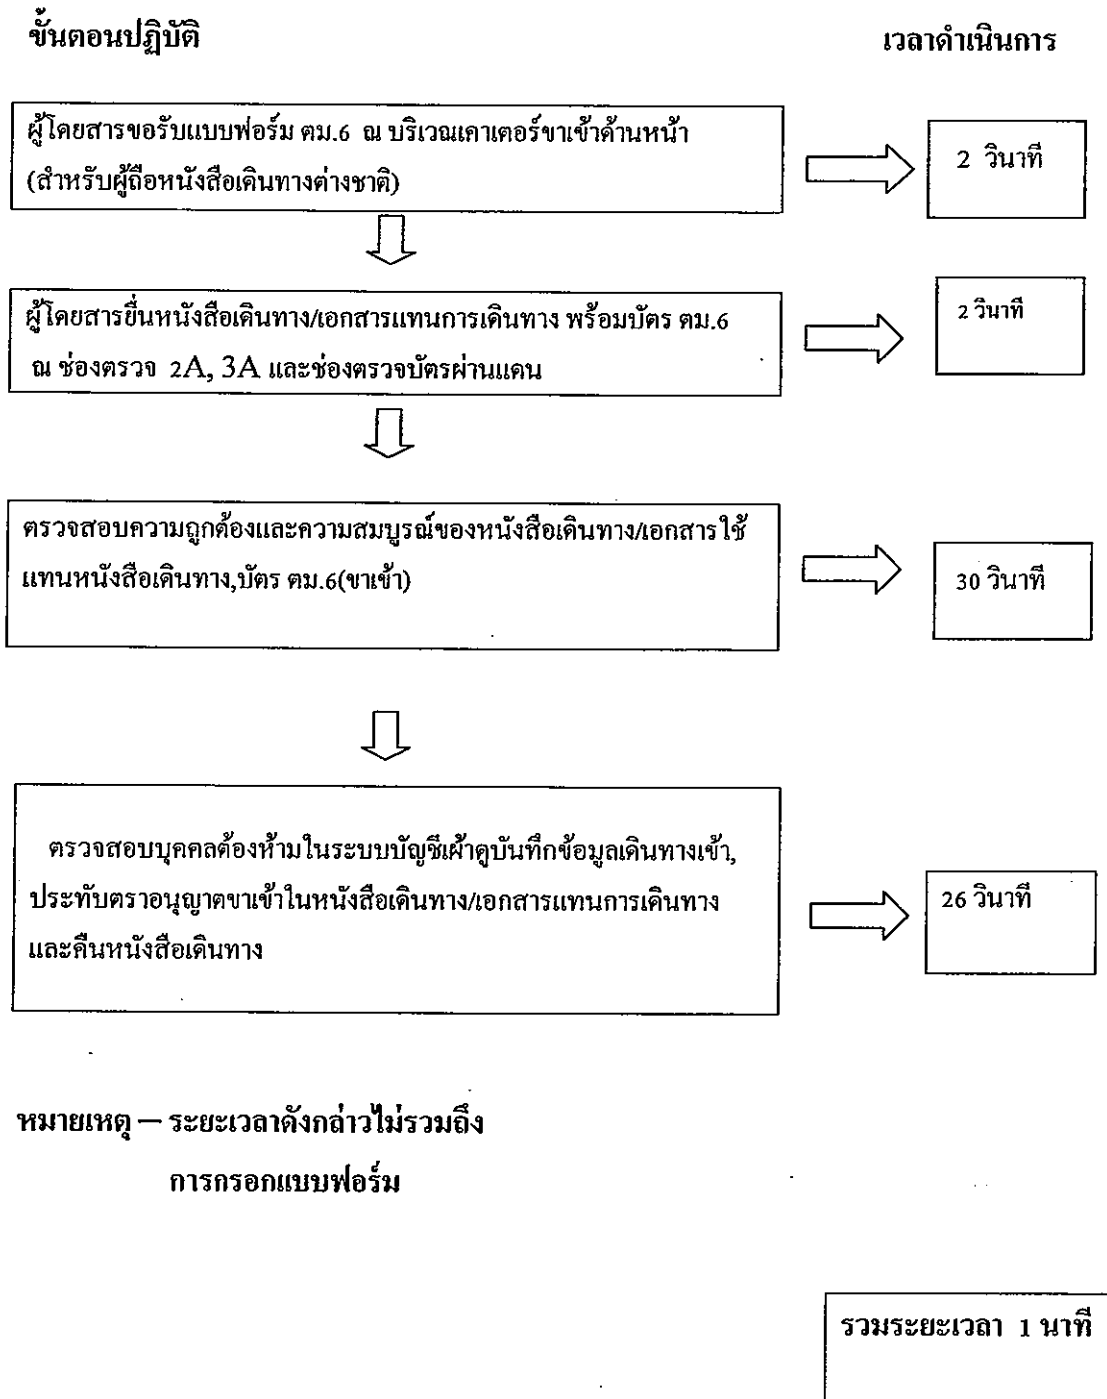 ขั้นตอนปฏิบัติ
เวลาดำเนินการ
ผู้โดยสารขอรับแบบฟอร์ม ตม.6 ณ บริเวณเคาเตอร์ขาเข้าด้านหน้า
(สำหรับผู้ถือหนังสือเดินทางต่างชาติ)
2 วินาที
ผู้โดยสารยื่นหนังสือเดินทาง/เอกสารแทนการเดินทาง พร้อมบัตร ตม.6
ณ ช่องตรวจ 2A, 3A และช่องตรวจบัตรผ่านแดน
2 วินาที
ตรวจสอบความถูกต้องและความสมบูรณ์ของหนังสือเดินทาง/เอกสารใช้
แทนหนังสือเดินทาง,บัตร ตม.6(ขาเข้า)
30 วินาที
ตรวจสอบบุคคลต้องห้ามในระบบบัญชีเฝ้าดูบันทึกข้อมูลเดินทางเข้า,
ประทับตราอนุญาตขาเข้าในหนังสือเดินทาง/เอกสารแทนการเดินทาง
และคืนหนังสือเดินทาง
26 วินาที
หมายเหตุ – ระยะเวลาดังกล่าวไม่รวมถึง
การกรอกแบบฟอร์ม
รวมระยะเวลา 1 นาที